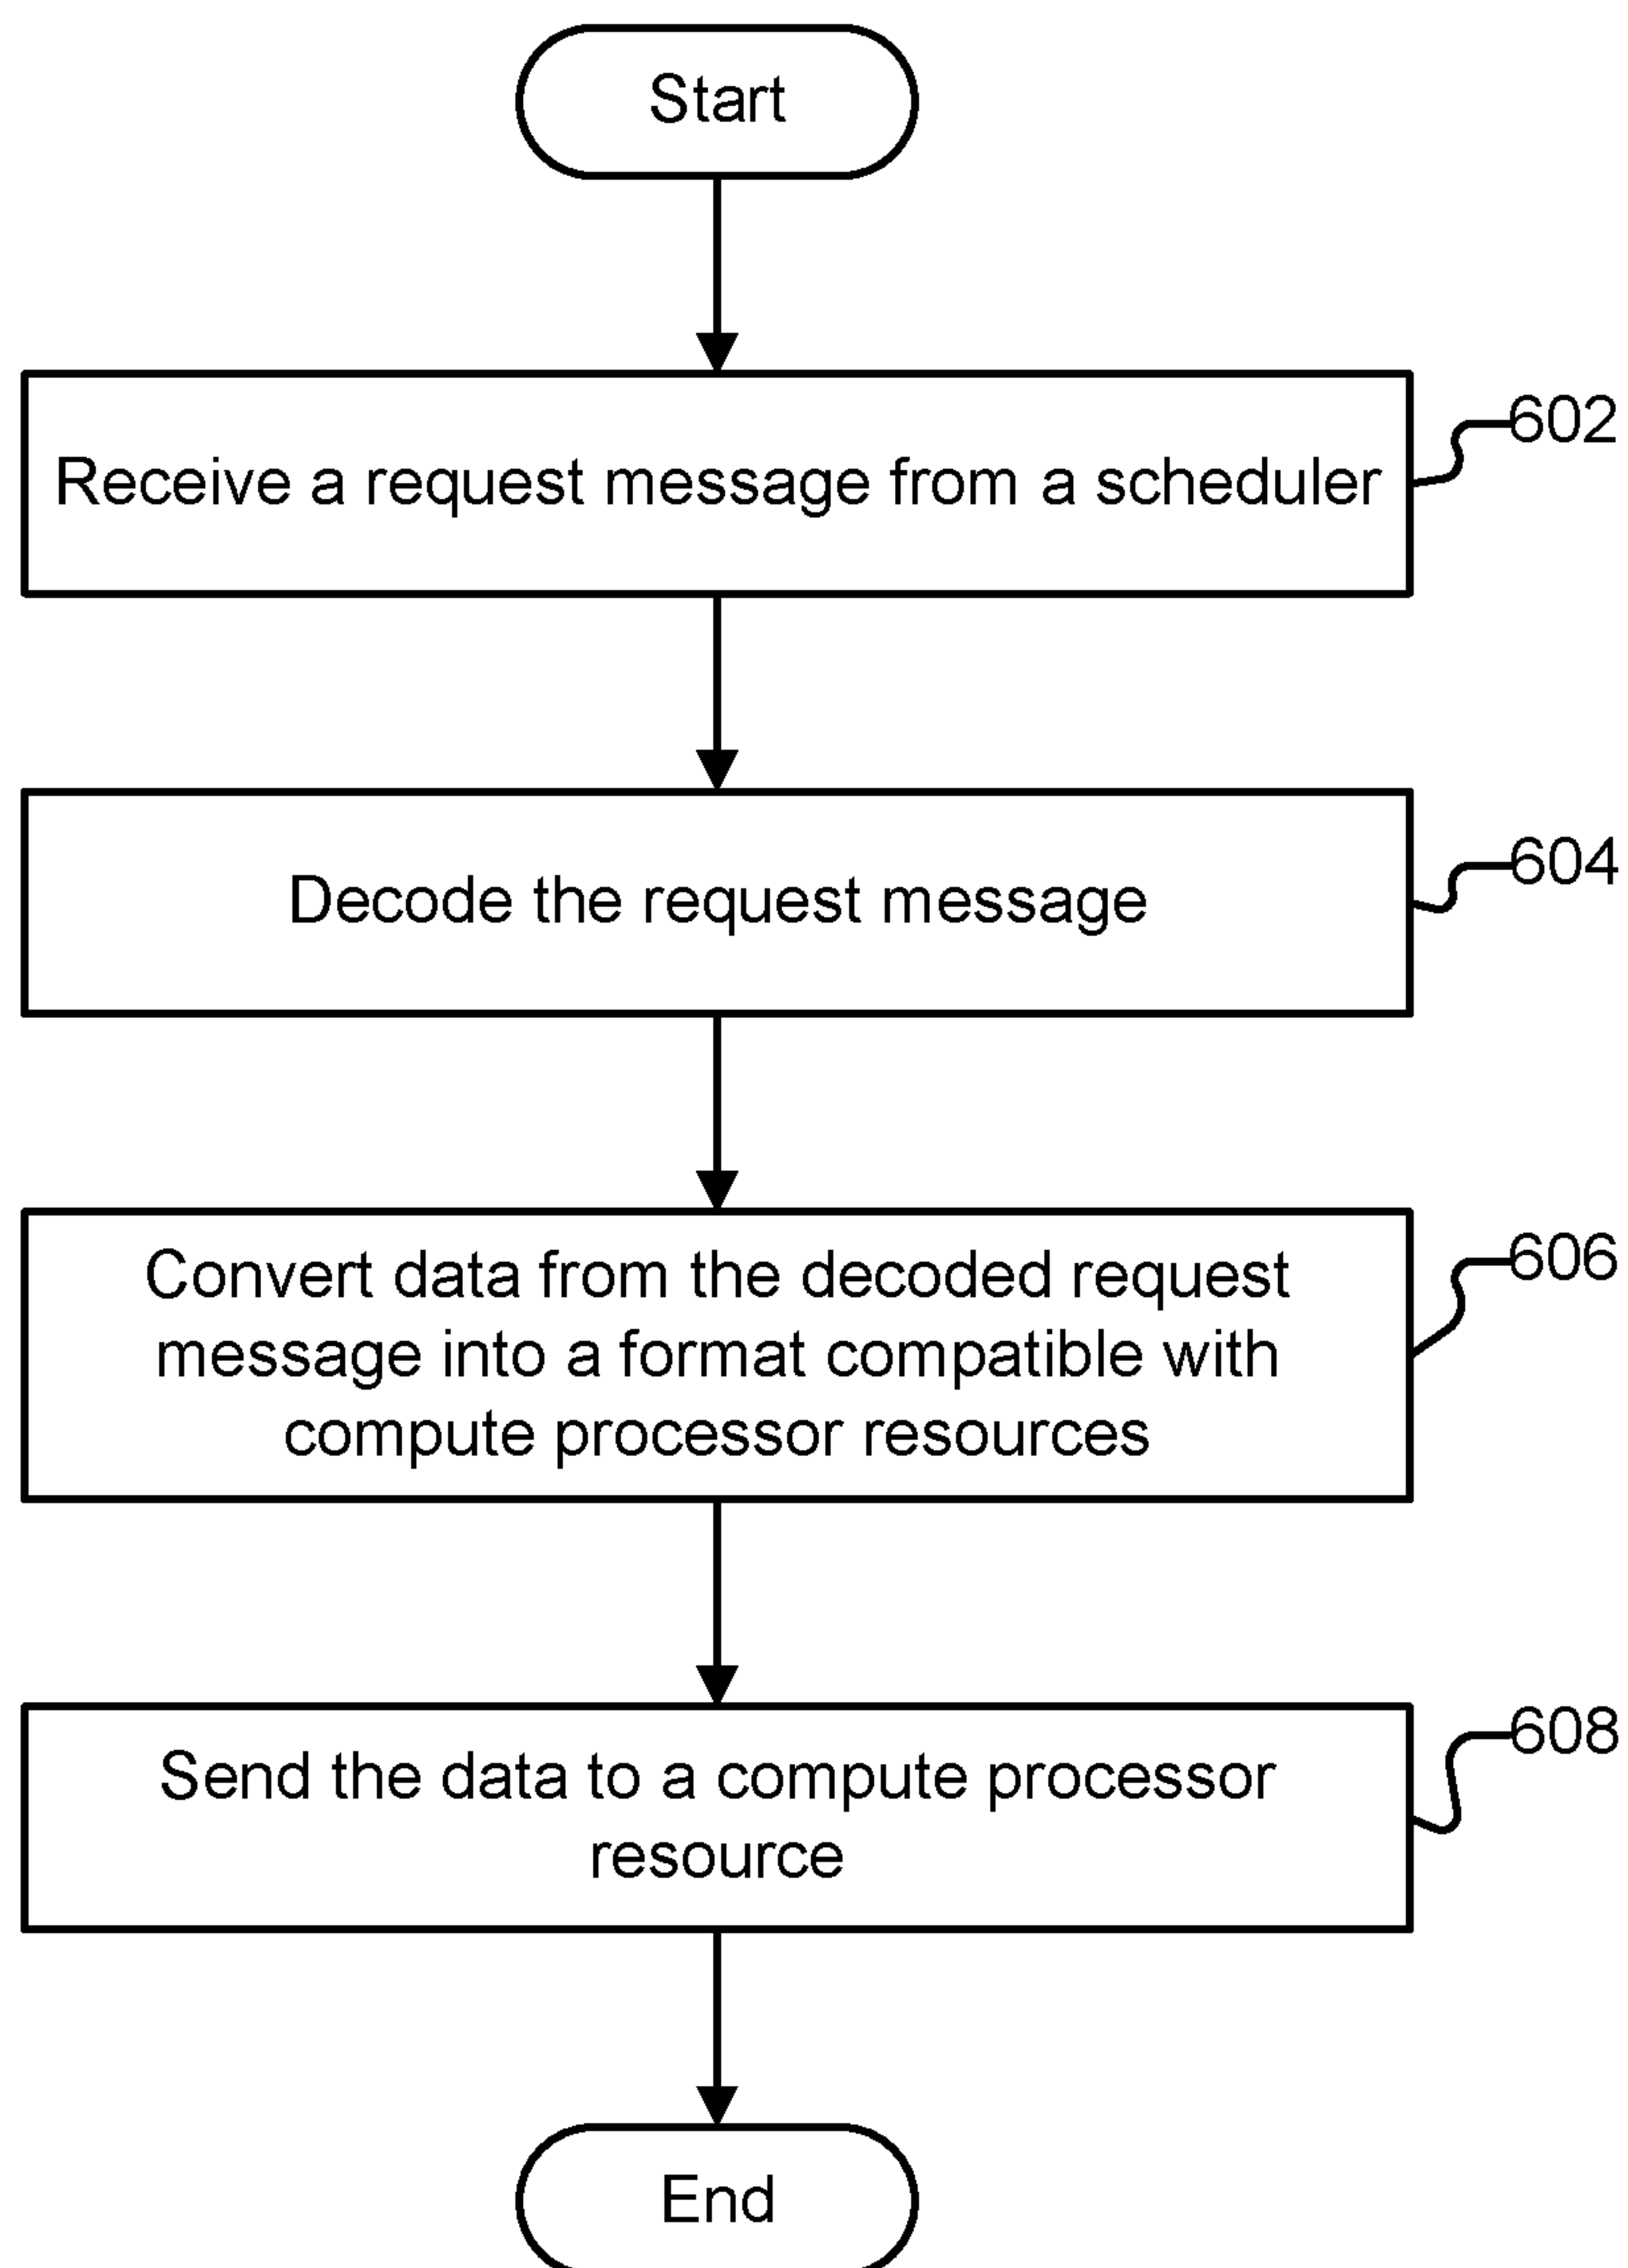 Start
Receive a request message from a scheduler
602
Decode the request message
604
Convert data from the decoded request
message into a format compatible with
compute processor resources
606
Send the data to a compute processor
resource
608
End